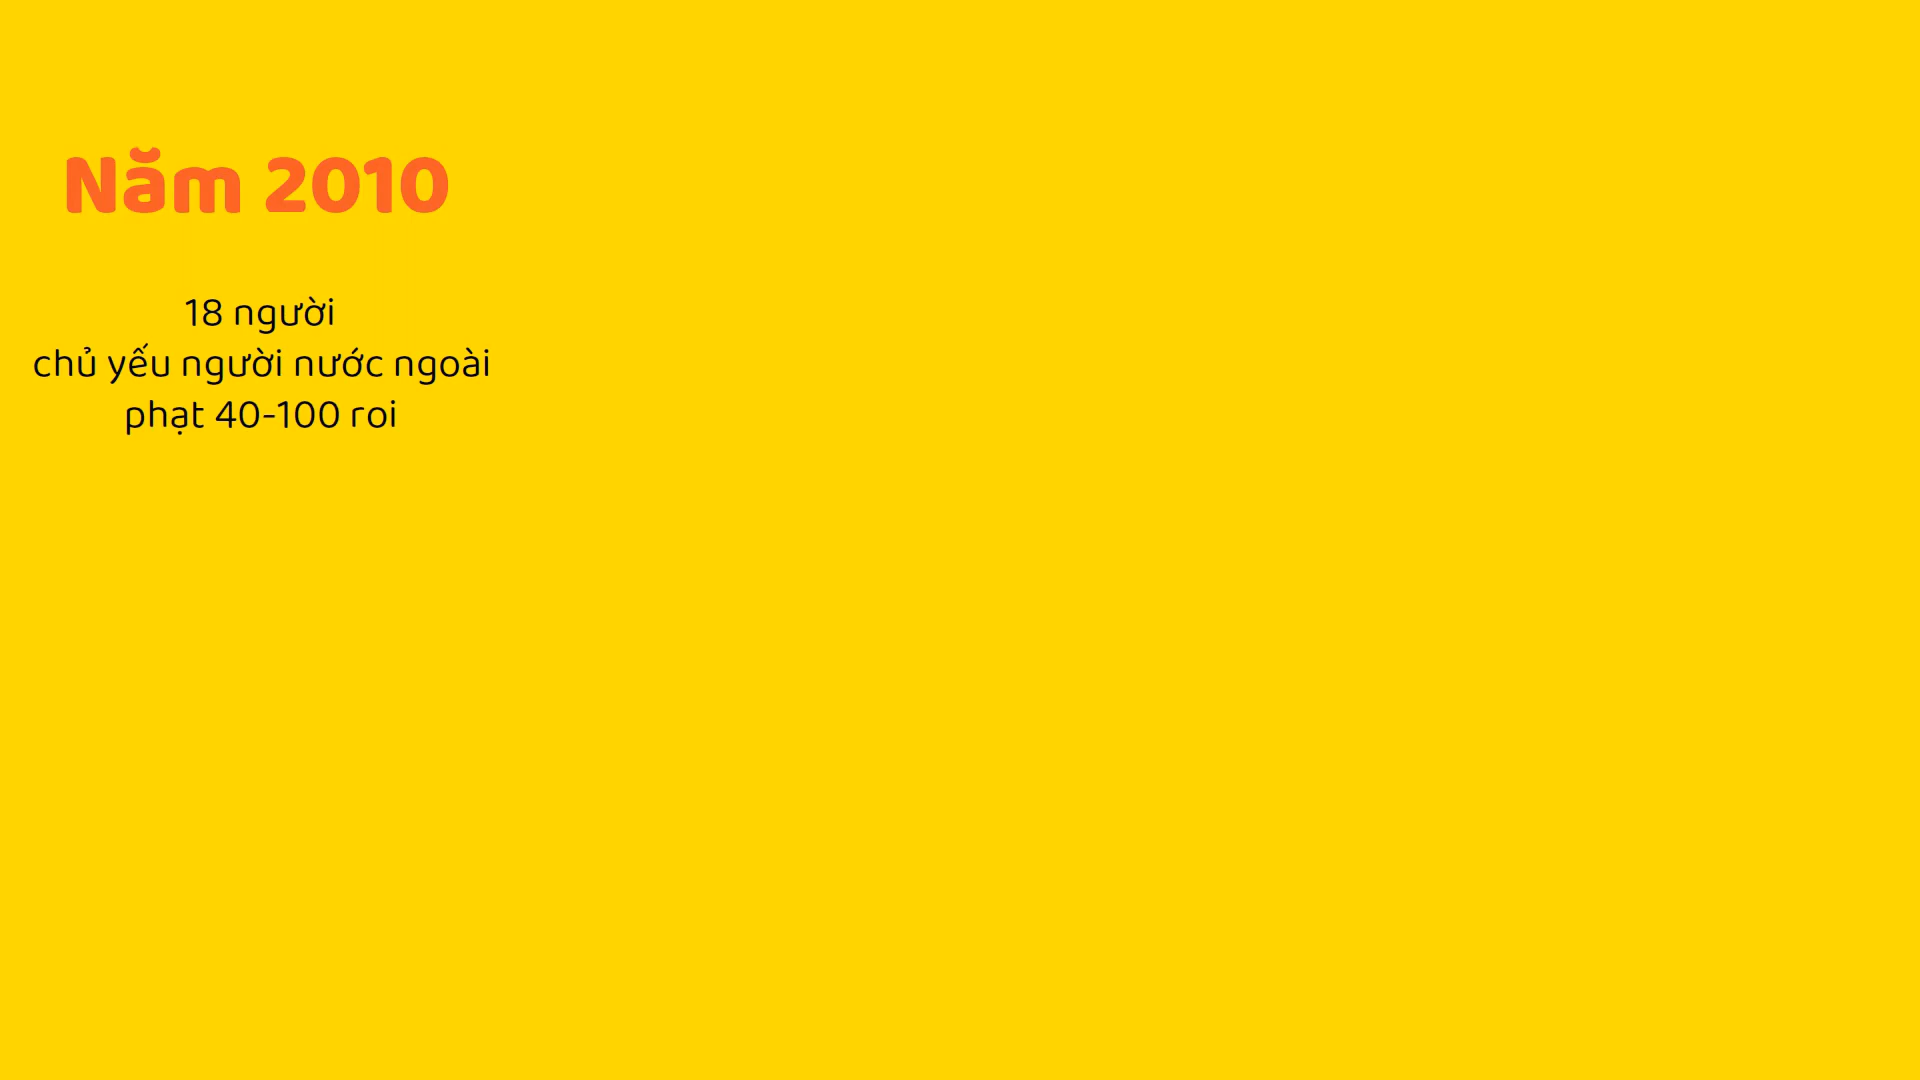 Năm 2010
18 người
chủ yếu người nước ngoài
phạt 40-100 roi